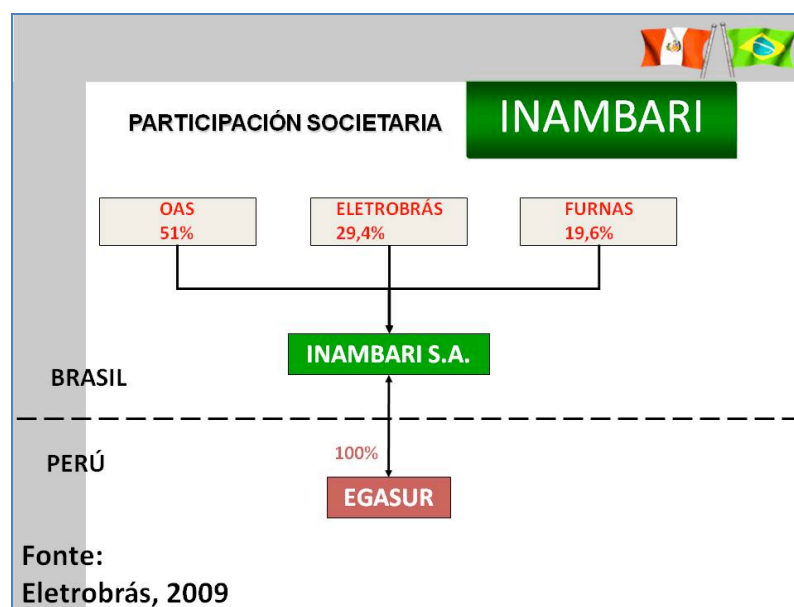 PARTICIPACIÓN SOCIETARIA
INAMBARI
OAS
51%
ELETROBRÁS
29,4%
FURNAS
19,6%
INAMBARI S.A.
BRASIL
PERÚ
100%
EGASUR
Fonte:
Eletrobrás, 2009